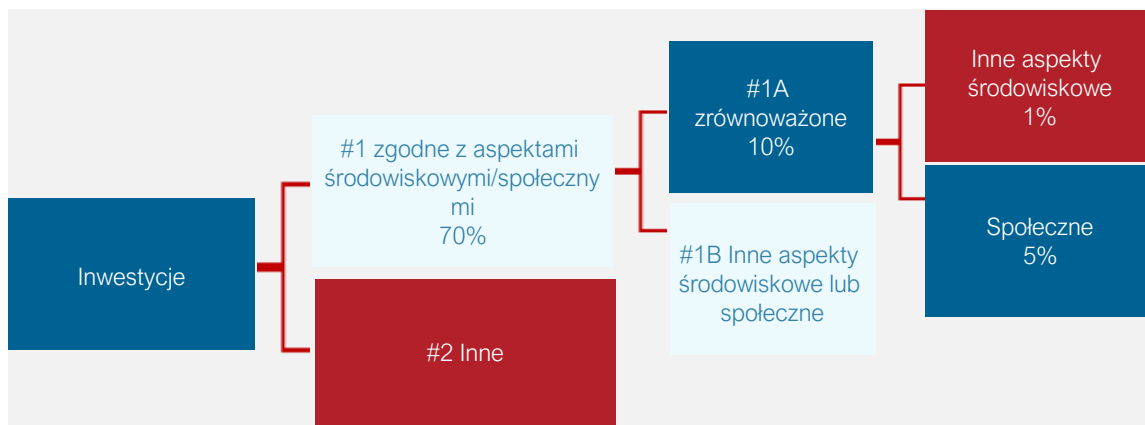 Inwestycje
#1 zgodne z aspektami
środowiskowymi/społeczny
mi
70%
#2 Inne
#1A
zrównoważone
10%
#1B Inne aspekty
środowiskowe lub
społeczne
Inne aspekty
środowiskowe
1%
Społeczne
5%